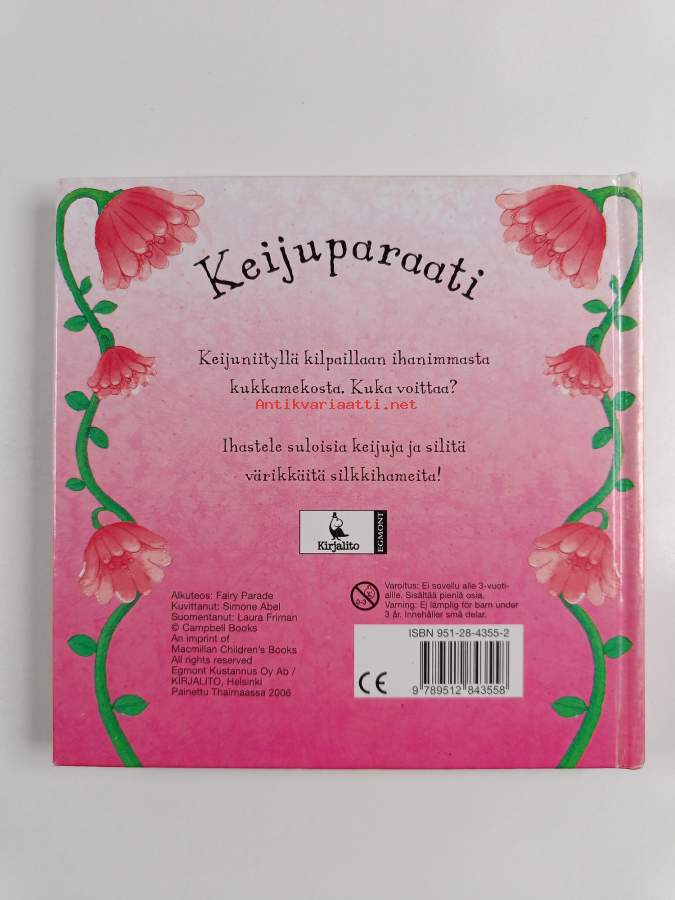 Keijuparaati
Keijuniityllä kilpaillaan ihanimmasta
kukkamekosta. Kuka voittaa?
Antikvariaatti.net
Ihastele suloisia keijuja ja silitä
värikkäitä silkkihameita!
Kirjalito
EGMONT
Alkuteos: Fairy Parade
Kuvittanut: Simone Abel
Suomentanut: Laura Friman
© Campbell Books
An imprint of
Macmillan Children's Books
All rights reserved
Egmont Kustannus Oy Ab /
KIRJALITO, Helsinki
Painettu Thaimaassa 2006
0-3
Varoitus: Ei sovellu alle 3-vuoti-
aille. Sisältää pieniä osia.
Varning: Ej lämplig för barn under
3 år. Innehåller små delar.
ISBN 951-28-4355-2
CE
9 789512 843558